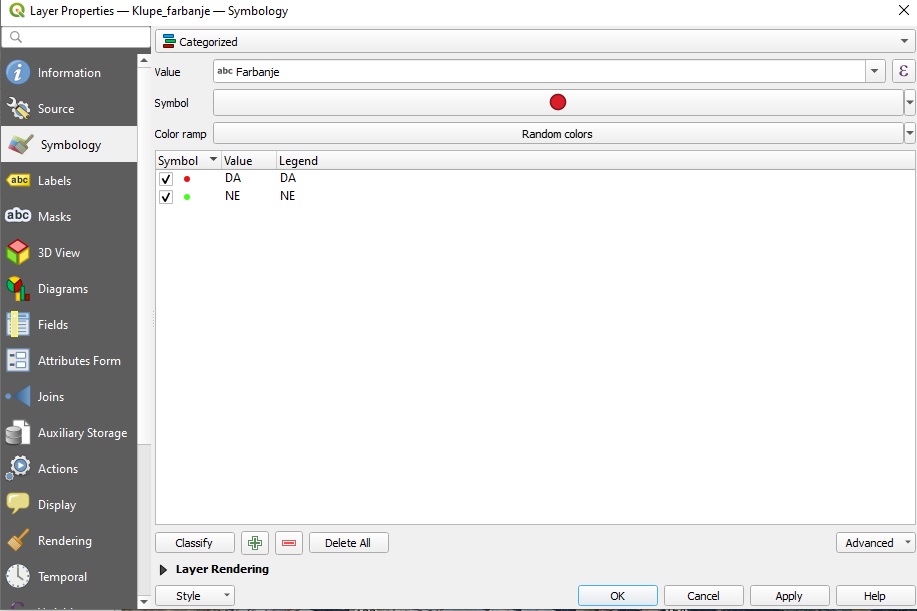 Layer Properties — Klupe_farbanje — Symbology
Categorized
Information
Source
Symbology
Labels
Masks
3D View
Diagrams
Fields
Attributes Form
Joins
Auxiliary Storage
Actions
Display
Rendering
Temporal
Value abc Farbanje ε
Symbol
Color ramp Random colors
Symbol Value Legend
DA DA
NE NE
Classify Delete All Advanced
Layer Rendering
Style OK Cancel Apply Help